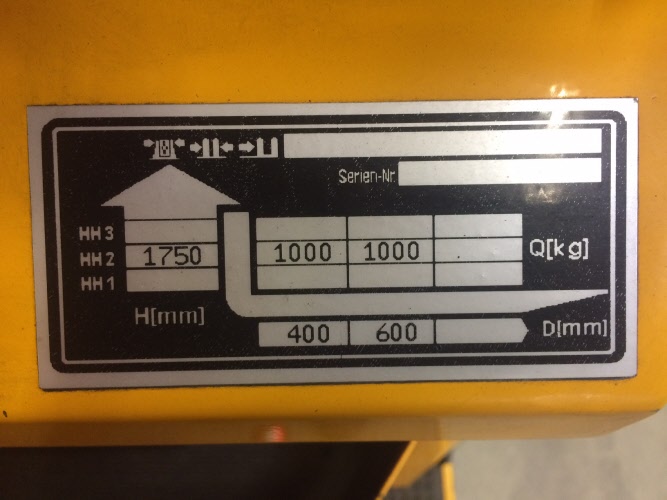 Serien-Nr
HH 3
HH 2 1750 1000 1000 Q[kg]
HH 1
H[mm]
400 600 D[mm]